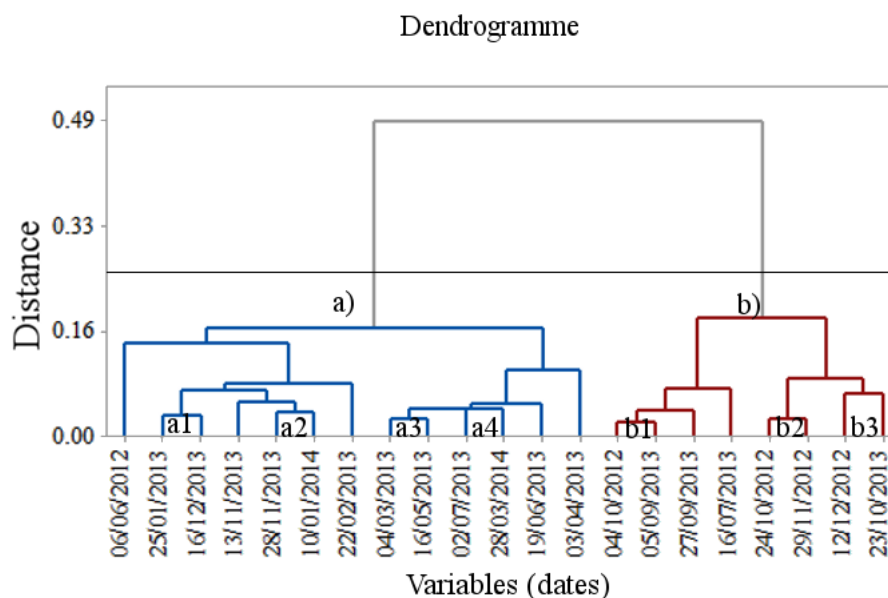 Dendrogramme
0.49
0.33
0.16
0.00
Distance
a)
b)
a1
a2
a3
a4
b1
b2
b3
06/06/2012
25/01/2013
16/12/2013
13/11/2013
28/11/2013
10/01/2014
22/02/2013
04/03/2013
16/05/2013
02/07/2013
28/03/2014
19/06/2013
03/04/2013
04/10/2012
05/09/2013
27/09/2013
16/07/2013
24/10/2012
29/11/2012
12/12/2012
23/10/2013
Variables (dates)